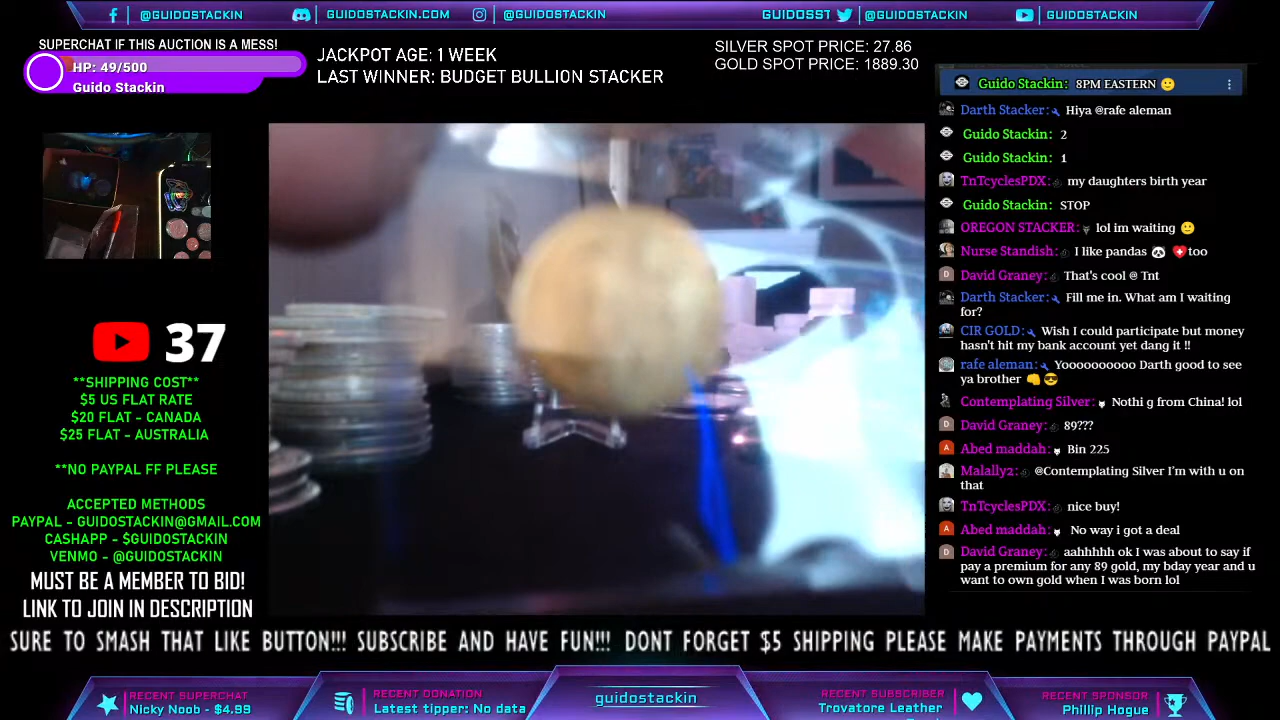 @GUIDOSTACKIN
GUIDOSTACKIN.COM
@GUIDOSTACKIN
GUIDOSST
@GUIDOSTACKIN
GUIDOSTACKIN
SUPERCHAT IF THIS AUCTION IS A MESS!
HP: 49/500
Guido Stackin
JACKPOT AGE: 1 WEEK
LAST WINNER: BUDGET BULLION STACKER
SILVER SPOT PRICE: 27.86
GOLD SPOT PRICE: 1889.30
37
**SHIPPING COST**
$5 US FLAT RATE
$20 FLAT - CANADA
$25 FLAT - AUSTRALIA
**NO PAYPAL FF PLEASE
ACCEPTED METHODS
PAYPAL - GUIDOSTACKIN@GMAIL.COM
CASHAPP - $GUIDOSTACKIN
VENMO - @GUIDOSTACKIN
MUST BE A MEMBER TO BID!
LINK TO JOIN IN DESCRIPTION
Guido Stackin: 8PM EASTERN 🙂
Darth Stacker: Hiya @rafe aleman
Guido Stackin: 2
Guido Stackin: 1
TnTcyclesPDX: my daughters birth year
Guido Stackin: STOP
OREGON STACKER: lol im waiting 🙂
Nurse Standish: I like pandas 🐼 ❤️too
David Graney: That's cool @ Tnt
Darth Stacker: Fill me in. What am I waiting
for?
CIR GOLD: Wish I could participate but money
hasn't hit my bank account yet dang it !!
rafe aleman: Yoooooooooo Darth good to see
ya brother 👊 😎
Contemplating Silver: Nothi g from China! lol
David Graney: 89???
Abed maddah: Bin 225
Malally2: @Contemplating Silver I'm with u on
that
TnTcyclesPDX: nice buy!
Abed maddah: No way i got a deal
David Graney: aahhhhh ok I was about to say if
pay a premium for any 89 gold, my bday year and u
want to own gold when I was born lol
SURE TO SMASH THAT LIKE BUTTON!!! SUBSCRIBE AND HAVE FUN!!! DONT FORGET $5 SHIPPING PLEASE MAKE PAYMENTS THROUGH PAYPAL
RECENT SUPERCHAT
Nicky Noob - $4.99
RECENT DONATION
Latest tipper: No data
guidostackin
RECENT SUBSCRIBER
Trovatore Leather
RECENT SPONSOR
Phillip Hogue